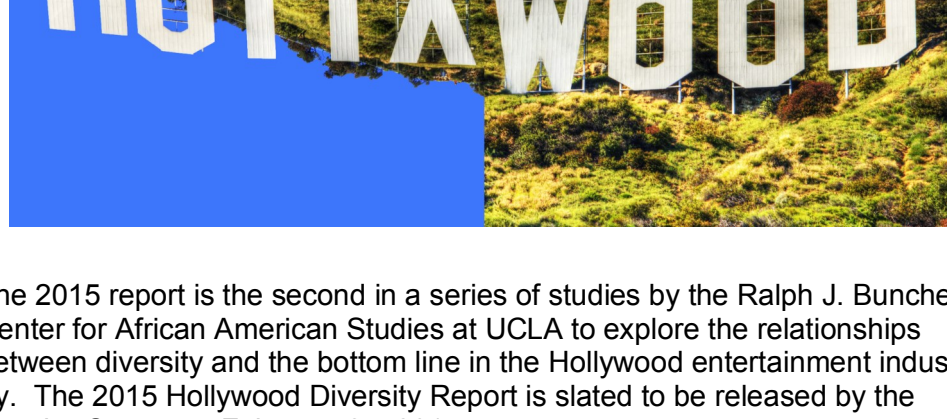 HOTTAWOOD
he 2015 report is the second in a series of studies by the Ralph J. Bunche
enter for African American Studies at UCLA to explore the relationships
etween diversity and the bottom line in the Hollywood entertainment indus
y. The 2015 Hollywood Diversity Report is slated to be released by the